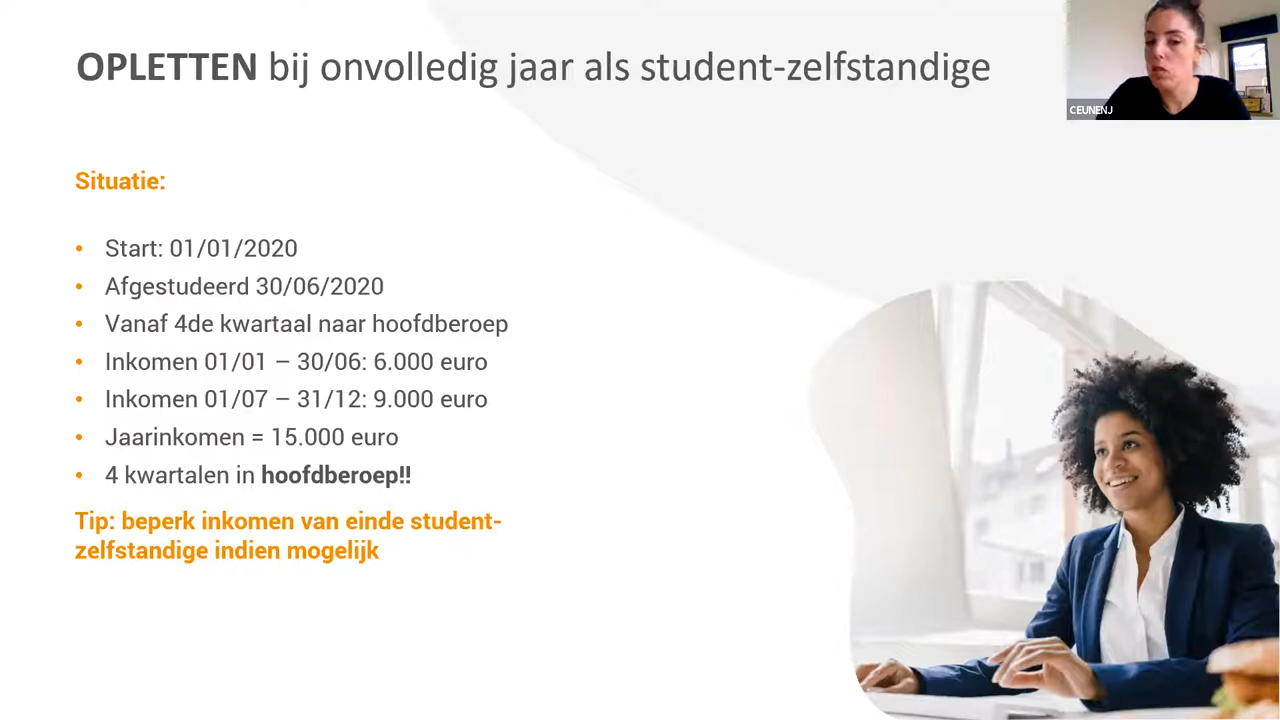 OPLETTEN bij onvolledig jaar als student-zelfstandige
CEUNENJ
Situatie:
• Start: 01/01/2020
• Afgestudeerd 30/06/2020
• Vanaf 4de kwartaal naar hoofdberoep
• Inkomen 01/01 – 30/06: 6.000 euro
• Inkomen 01/07 – 31/12: 9.000 euro
• Jaarinkomen = 15.000 euro
• 4 kwartalen in hoofdberoep!!
Tip: beperk inkomen van einde student-
zelfstandige indien mogelijk